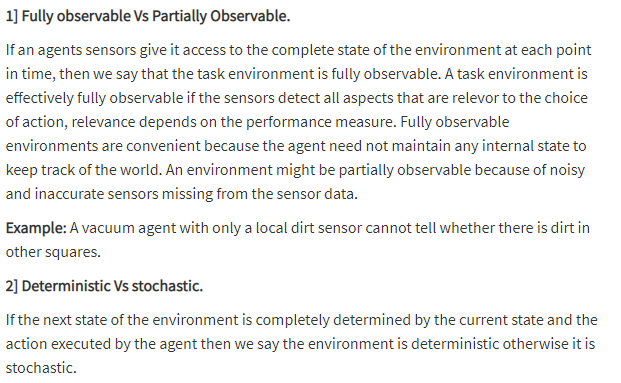 1] Fully observable Vs Partially Observable.
If an agents sensors give it access to the complete state of the environment at each point
in time, then we say that the task environment is fully observable. A task environment is
effectively fully observable if the sensors detect all aspects that are relevor to the choice
of action, relevance depends on the performance measure. Fully observable
environments are convenient because the agent need not maintain any internal state to
keep track of the world. An environment might be partially observable because of noisy
and inaccurate sensors missing from the sensor data.
Example: A vacuum agent with only a local dirt sensor cannot tell whether there is dirt in
other squares.
2] Deterministic Vs stochastic.
If the next state of the environment is completely determined by the current state and the
action executed by the agent then we say the environment is deterministic otherwise it is
stochastic.